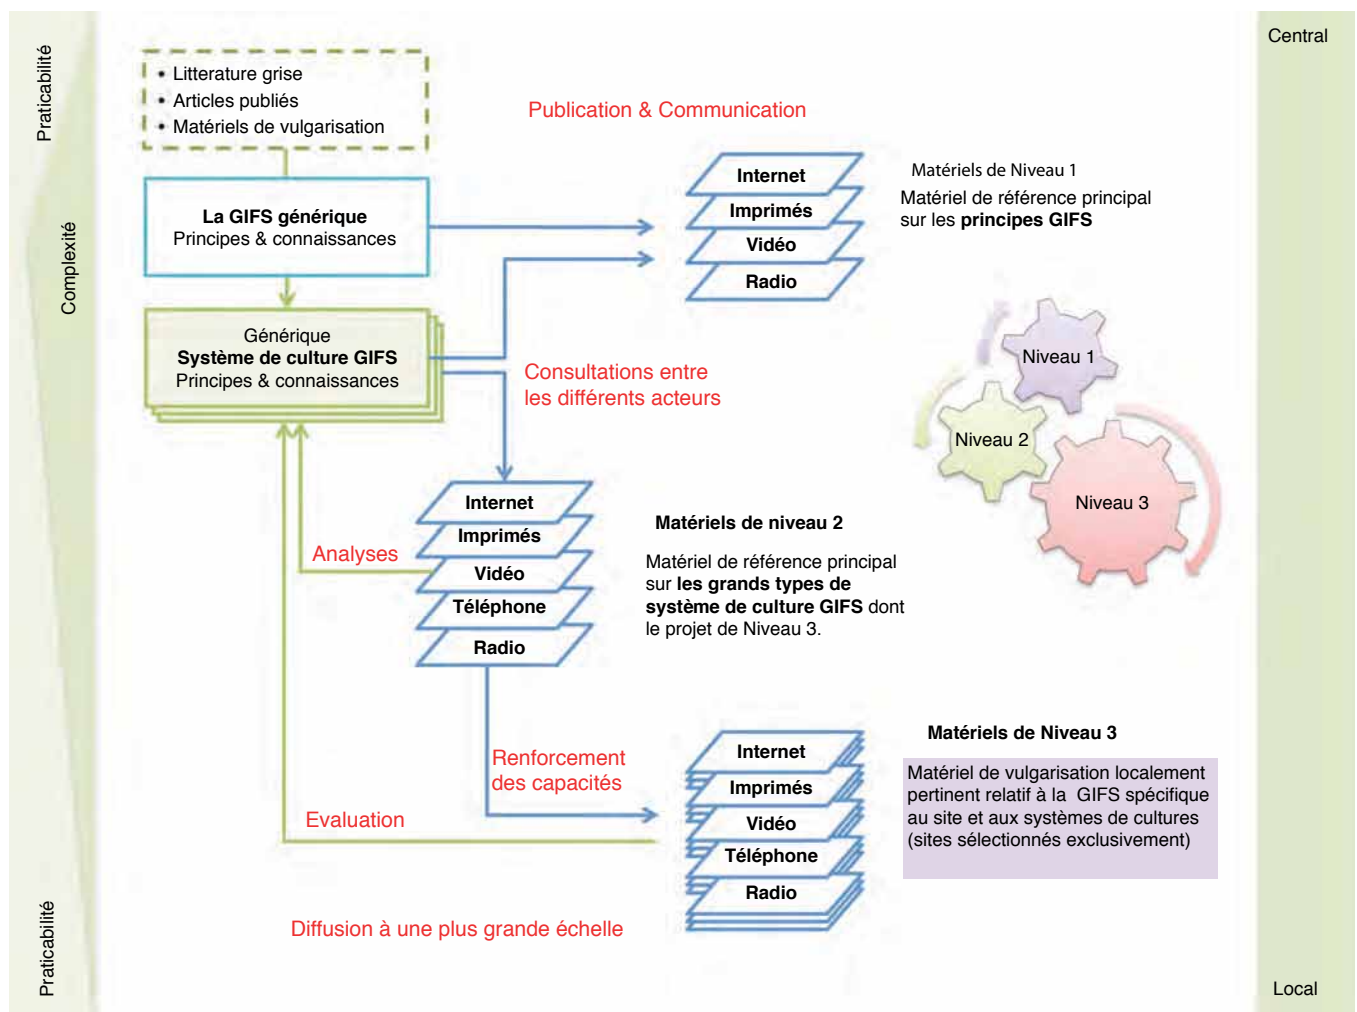 Praticabilité
Complexité
Praticabilité
Central
Local
• Litterature grise
• Articles publiés
• Matériels de vulgarisation
Publication & Communication
La GIFS générique
Principes & connaissances
Internet
Imprimés
Vidéo
Radio
Matériels de Niveau 1
Matériel de référence principal
sur les principes GIFS
Générique
Système de culture GIFS
Principes & connaissances
Consultations entre
les différents acteurs
Niveau 1
Niveau 2
Niveau 3
Analyses
Internet
Imprimés
Vidéo
Téléphone
Radio
Matériels de niveau 2
Matériel de référence principal
sur les grands types de
système de culture GIFS dont
le projet de Niveau 3.
Renforcement
des capacités
Evaluation
Internet
Imprimés
Vidéo
Téléphone
Radio
Matériels de Niveau 3
Matériel de vulgarisation localement
pertinent relatif à la GIFS spécifique
au site et aux systèmes de cultures
(sites sélectionnés exclusivement)
Diffusion à une plus grande échelle